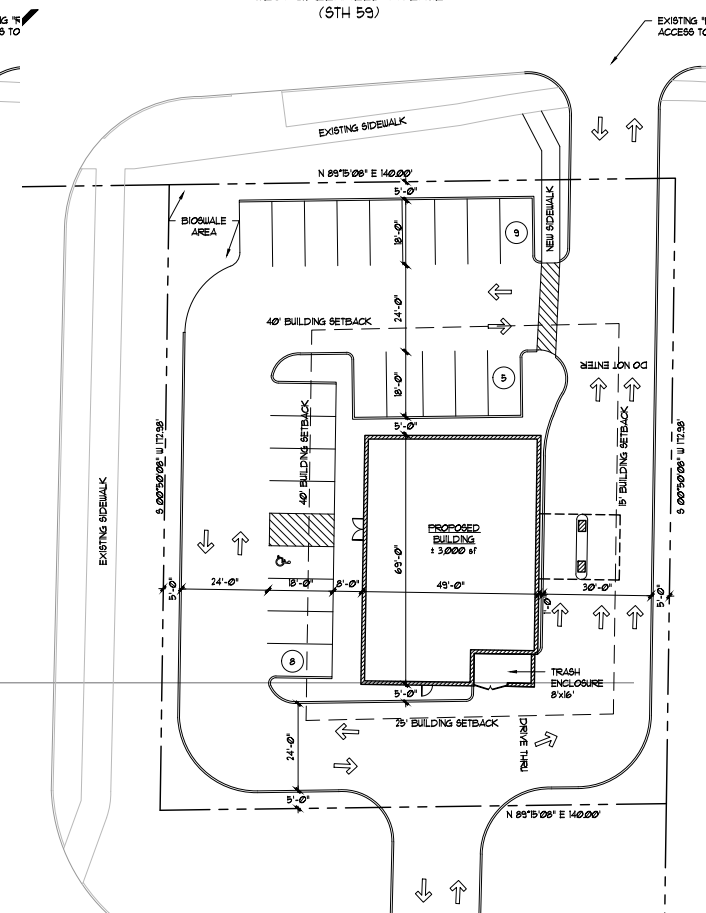 (STH 59)
EXISTING
ACCESS TO
EXISTING SIDEWALK
N 89°15'08" E 140.00'
5'-0"
BIOSWALE
AREA
18'-0"
9
NEW SIDEWALK
24'-0"
40' BUILDING SETBACK
DO NOT ENTER
18'-0"
5
5'-0"
40' BUILDING SETBACK
15' BUILDING SETBACK
S 00°50'08" W 172.98'
S 00°50'08" W 172.98'
EXISTING SIDEWALK
PROPOSED
BUILDING
± 3,000 sf
69'-0"
5'-0"
24'-0"
18'-0"
8'-0"
49'-0"
30'-0"
5'-0"
8
TRASH
ENCLOSURE
8'x16'
5'-0"
25' BUILDING SETBACK
DRIVE THRU
24'-0"
5'-0"
N 89°15'08" E 140.00'